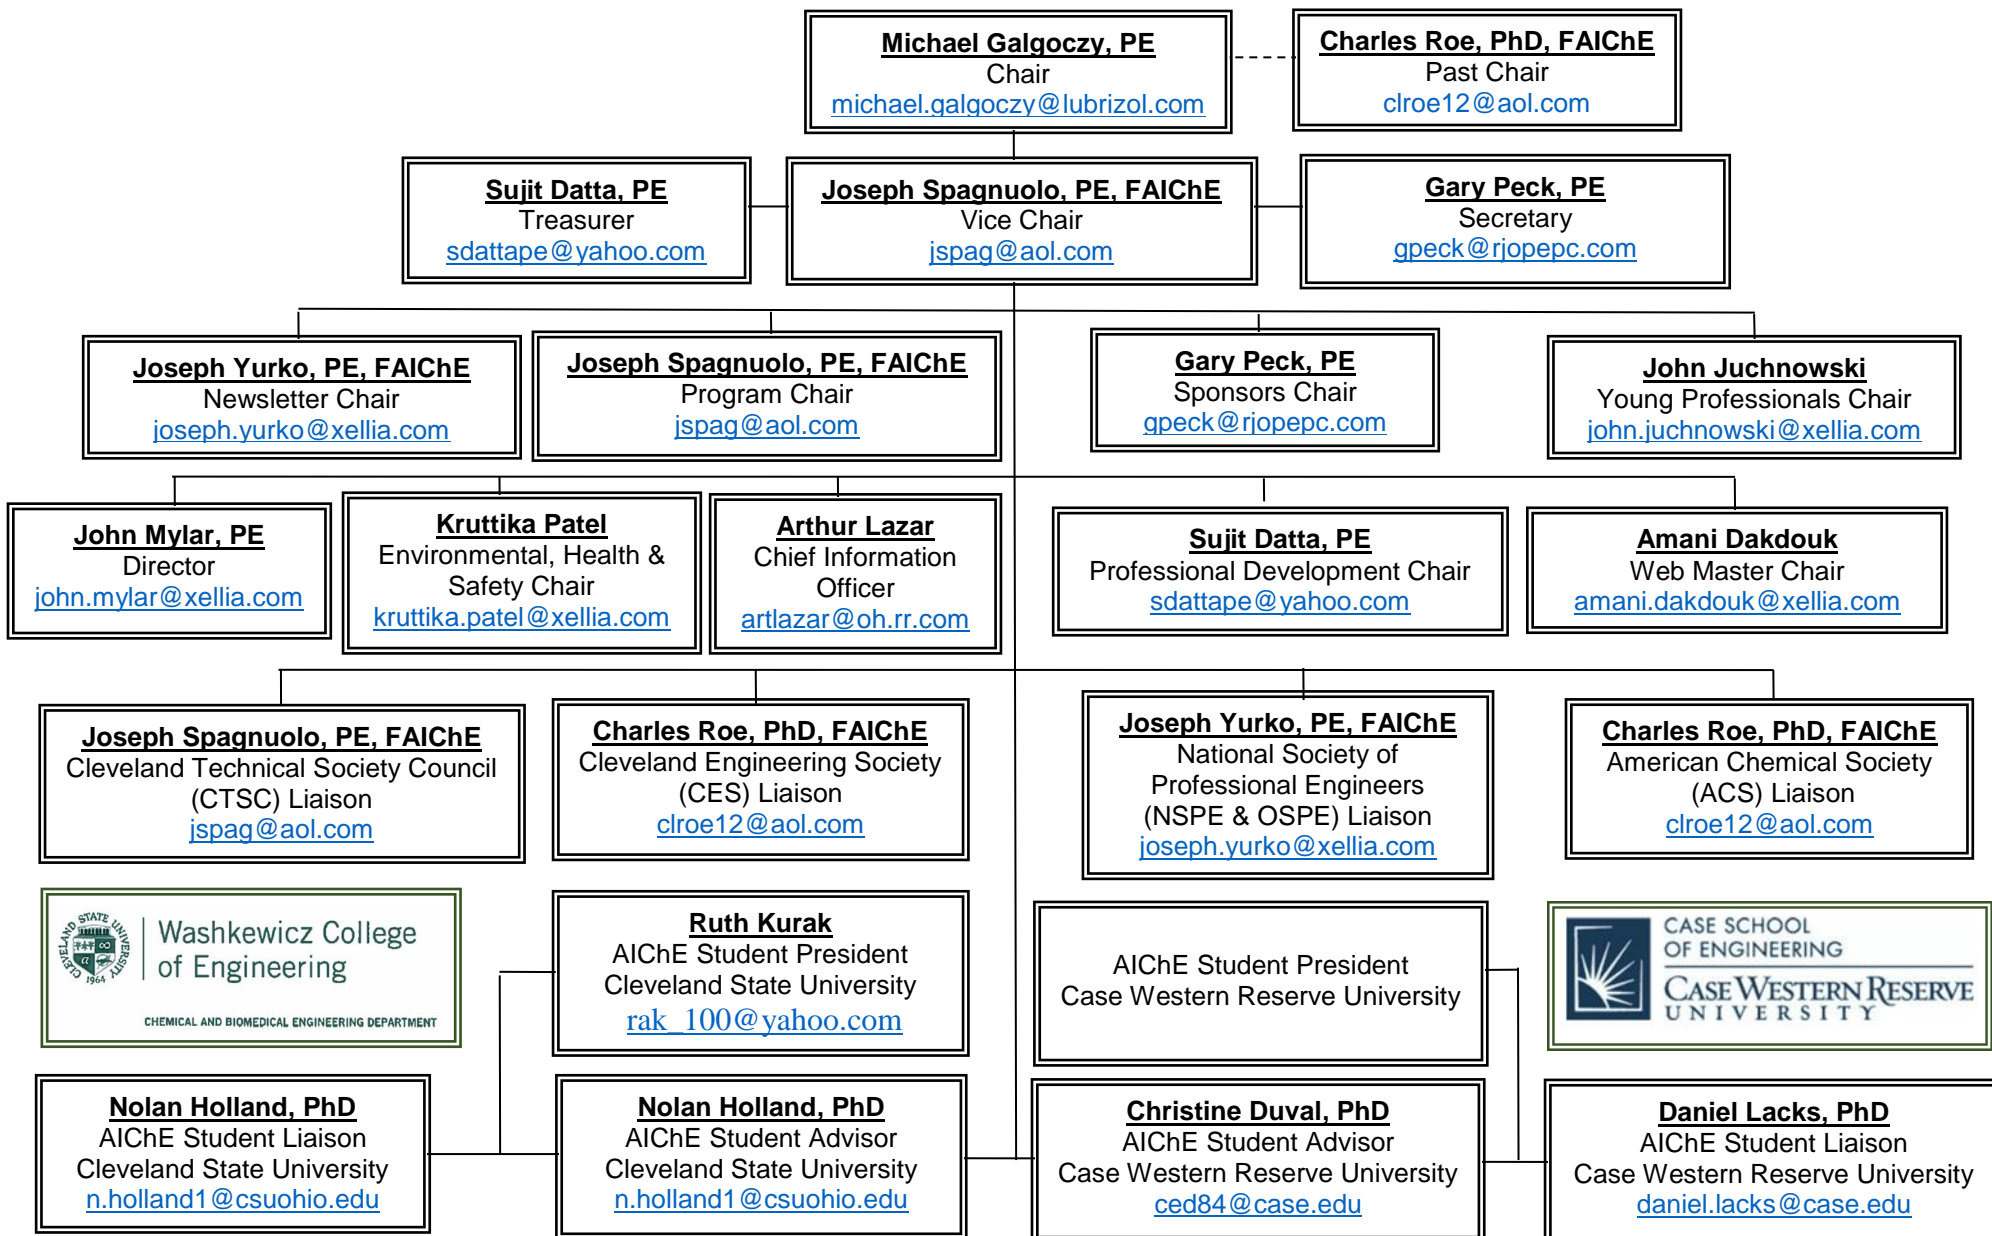 Michael Galgoczy, PE
Chair
michael.galgoczy@lubrizol.com
Charles Roe, PhD, FAIChE
Past Chair
clroe12@aol.com
Sujit Datta, PE
Treasurer
sdattape@yahoo.com
Joseph Spagnuolo, PE, FAIChE
Vice Chair
jspag@aol.com
Gary Peck, PE
Secretary
gpeck@rjopepc.com
Joseph Yurko, PE, FAIChE
Newsletter Chair
joseph.yurko@xellia.com
Joseph Spagnuolo, PE, FAIChE
Program Chair
jspag@aol.com
Gary Peck, PE
Sponsors Chair
gpeck@rjopepc.com
John Juchnowski
Young Professionals Chair
john.juchnowski@xellia.com
John Mylar, PE
Director
john.mylar@xellia.com
Kruttika Patel
Environmental, Health &
Safety Chair
kruttika.patel@xellia.com
Arthur Lazar
Chief Information
Officer
artlazar@oh.rr.com
Sujit Datta, PE
Professional Development Chair
sdattape@yahoo.com
Amani Dakdouk
Web Master Chair
amani.dakdouk@xellia.com
Joseph Spagnuolo, PE, FAIChE
Cleveland Technical Society Council
(CTSC) Liaison
jspag@aol.com
Charles Roe, PhD, FAIChE
Cleveland Engineering Society
(CES) Liaison
clroe12@aol.com
Joseph Yurko, PE, FAIChE
National Society of
Professional Engineers
(NSPE & OSPE) Liaison
joseph.yurko@xellia.com
Charles Roe, PhD, FAIChE
American Chemical Society
(ACS) Liaison
clroe12@aol.com
CLEVELAND STATE UNIVERSITY
1964
Washkewicz College
of Engineering
CHEMICAL AND BIOMEDICAL ENGINEERING DEPARTMENT
Ruth Kurak
AIChE Student President
Cleveland State University
rak_100@yahoo.com
AIChE Student President
Case Western Reserve University
CASE SCHOOL
OF ENGINEERING
CASE WESTERN RESERVE
UNIVERSITY
Nolan Holland, PhD
AIChE Student Liaison
Cleveland State University
n.holland1@csuohio.edu
Nolan Holland, PhD
AIChE Student Advisor
Cleveland State University
n.holland1@csuohio.edu
Christine Duval, PhD
AIChE Student Advisor
Case Western Reserve University
ced84@case.edu
Daniel Lacks, PhD
AIChE Student Liaison
Case Western Reserve University
daniel.lacks@case.edu